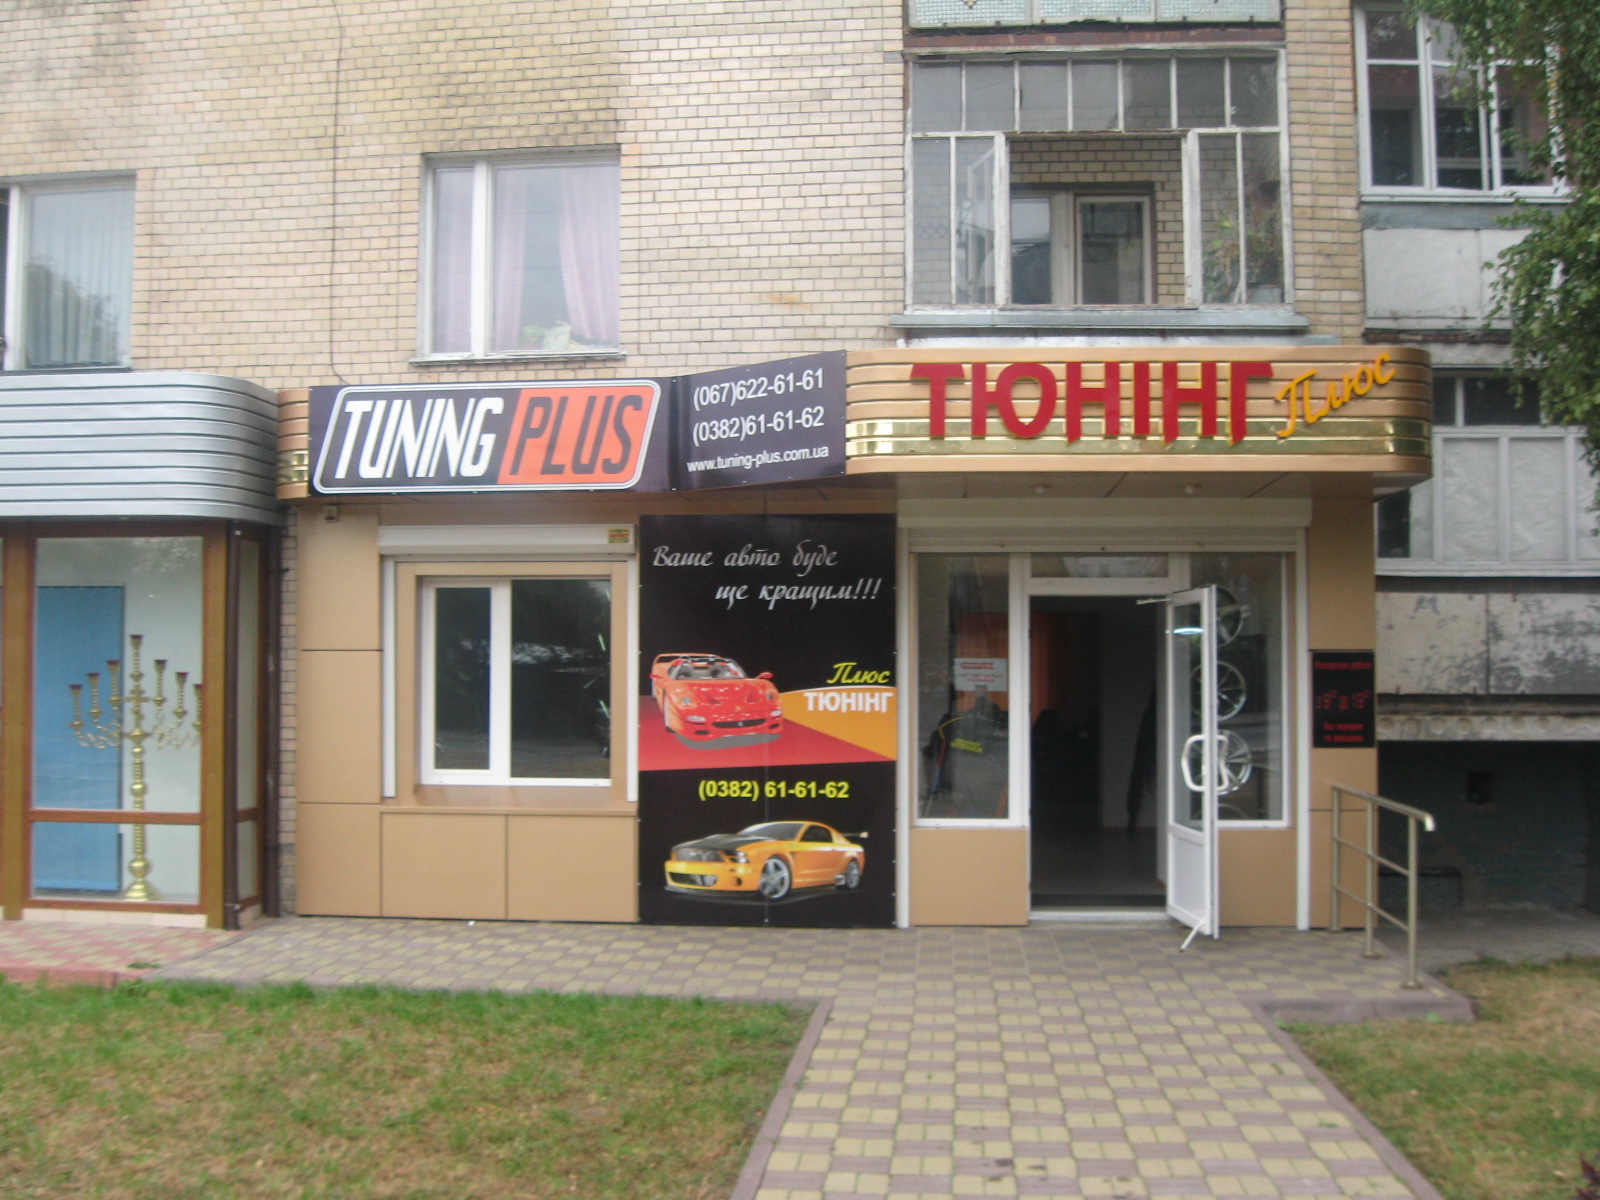 TUNING PLUS
(067)622-61-61
(0382)61-61-62
www.tuning-plus.com.ua
ТЮНІНГ Плюс
Ваше авто буде
ще кращим!!!
Плюс
ТЮНІНГ
(0382) 61-61-62